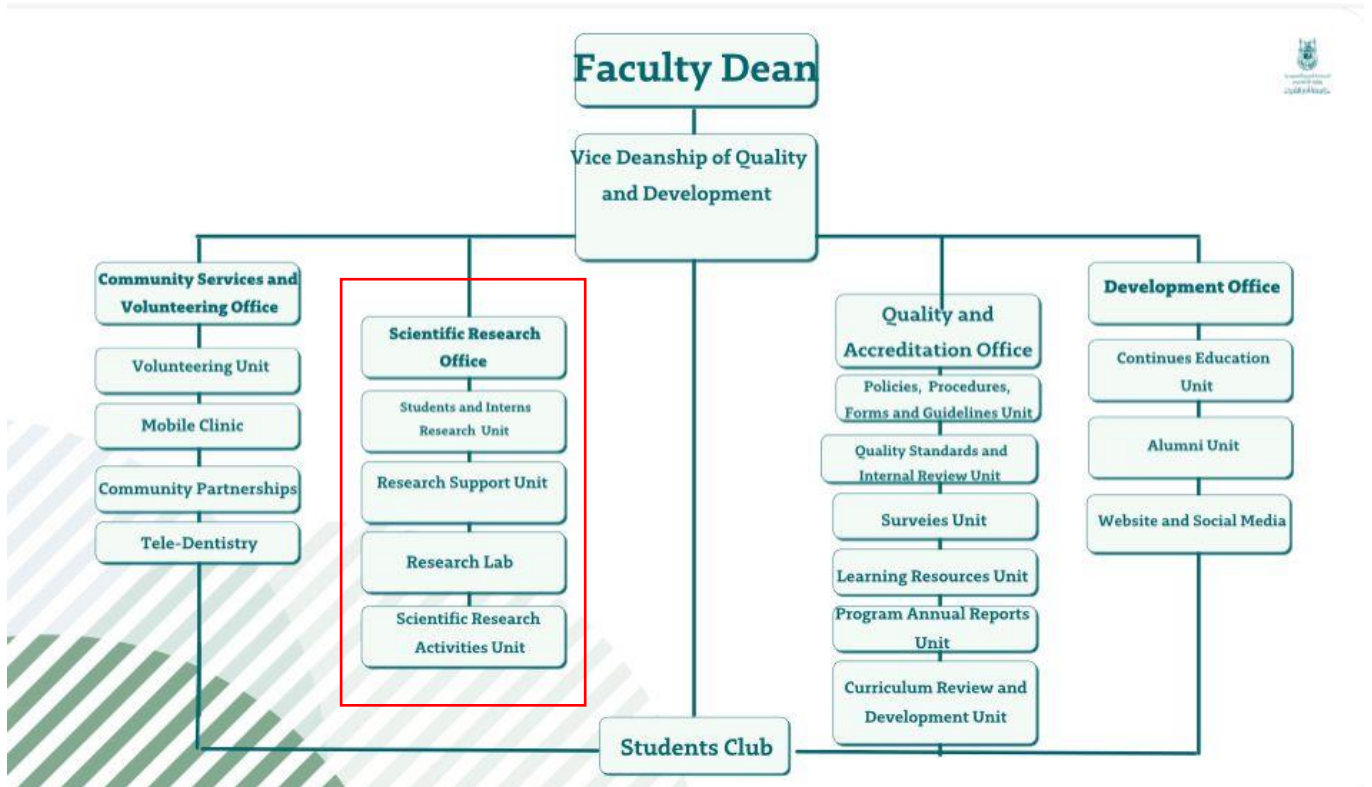 Faculty Dean
Vice Deanship of Quality
and Development
Community Services and
Volunteering Office
Volunteering Unit
Mobile Clinic
Community Partnerships
Tele-Dentistry
Scientific Research
Office
Students and Interns
Research Unit
Research Support Unit
Research Lab
Scientific Research
Activities Unit
Quality and
Accreditation Office
Policies, Procedures,
Forms and Guidelines Unit
Quality Standards and
Internal Review Unit
Surveies Unit
Learning Resources Unit
Program Annual Reports
Unit
Curriculum Review and
Development Unit
Development Office
Continues Education
Unit
Alumni Unit
Website and Social Media
Students Club